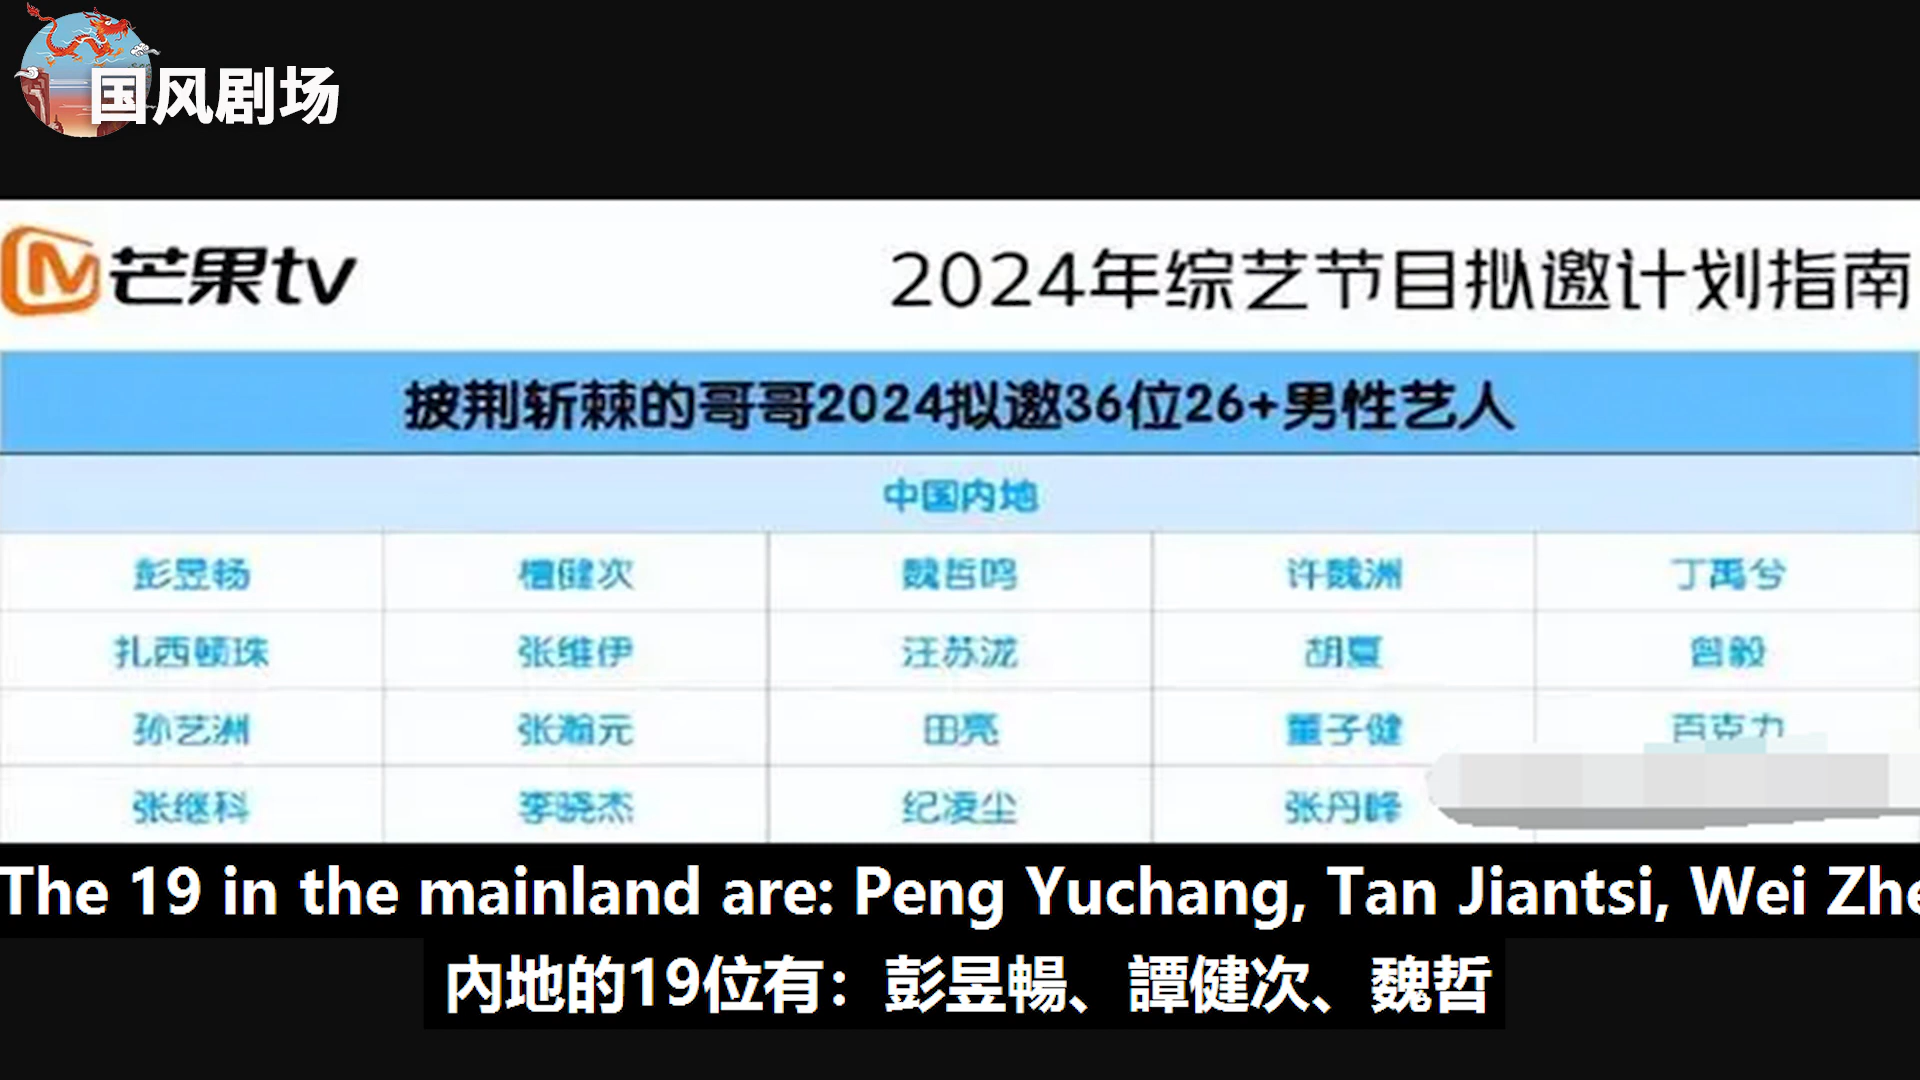 国风剧场
芒果tv
2024年综艺节目拟邀计划指南
披荆斩棘的哥哥2024拟邀36位26+男性艺人
中国内地
彭昱畅 檀健次 魏哲鸣 许魏洲 丁禹兮
扎西顿珠 张维伊 汪苏泷 胡夏 曾毅
孙艺洲 张瀚元 田亮 董子健 百克力
张继科 李晓杰 纪凌尘 张丹峰
The 19 in the mainland are: Peng Yuchang, Tan Jiantsi, Wei Zhe
內地的19位有：彭昱暢、譚健次、魏哲